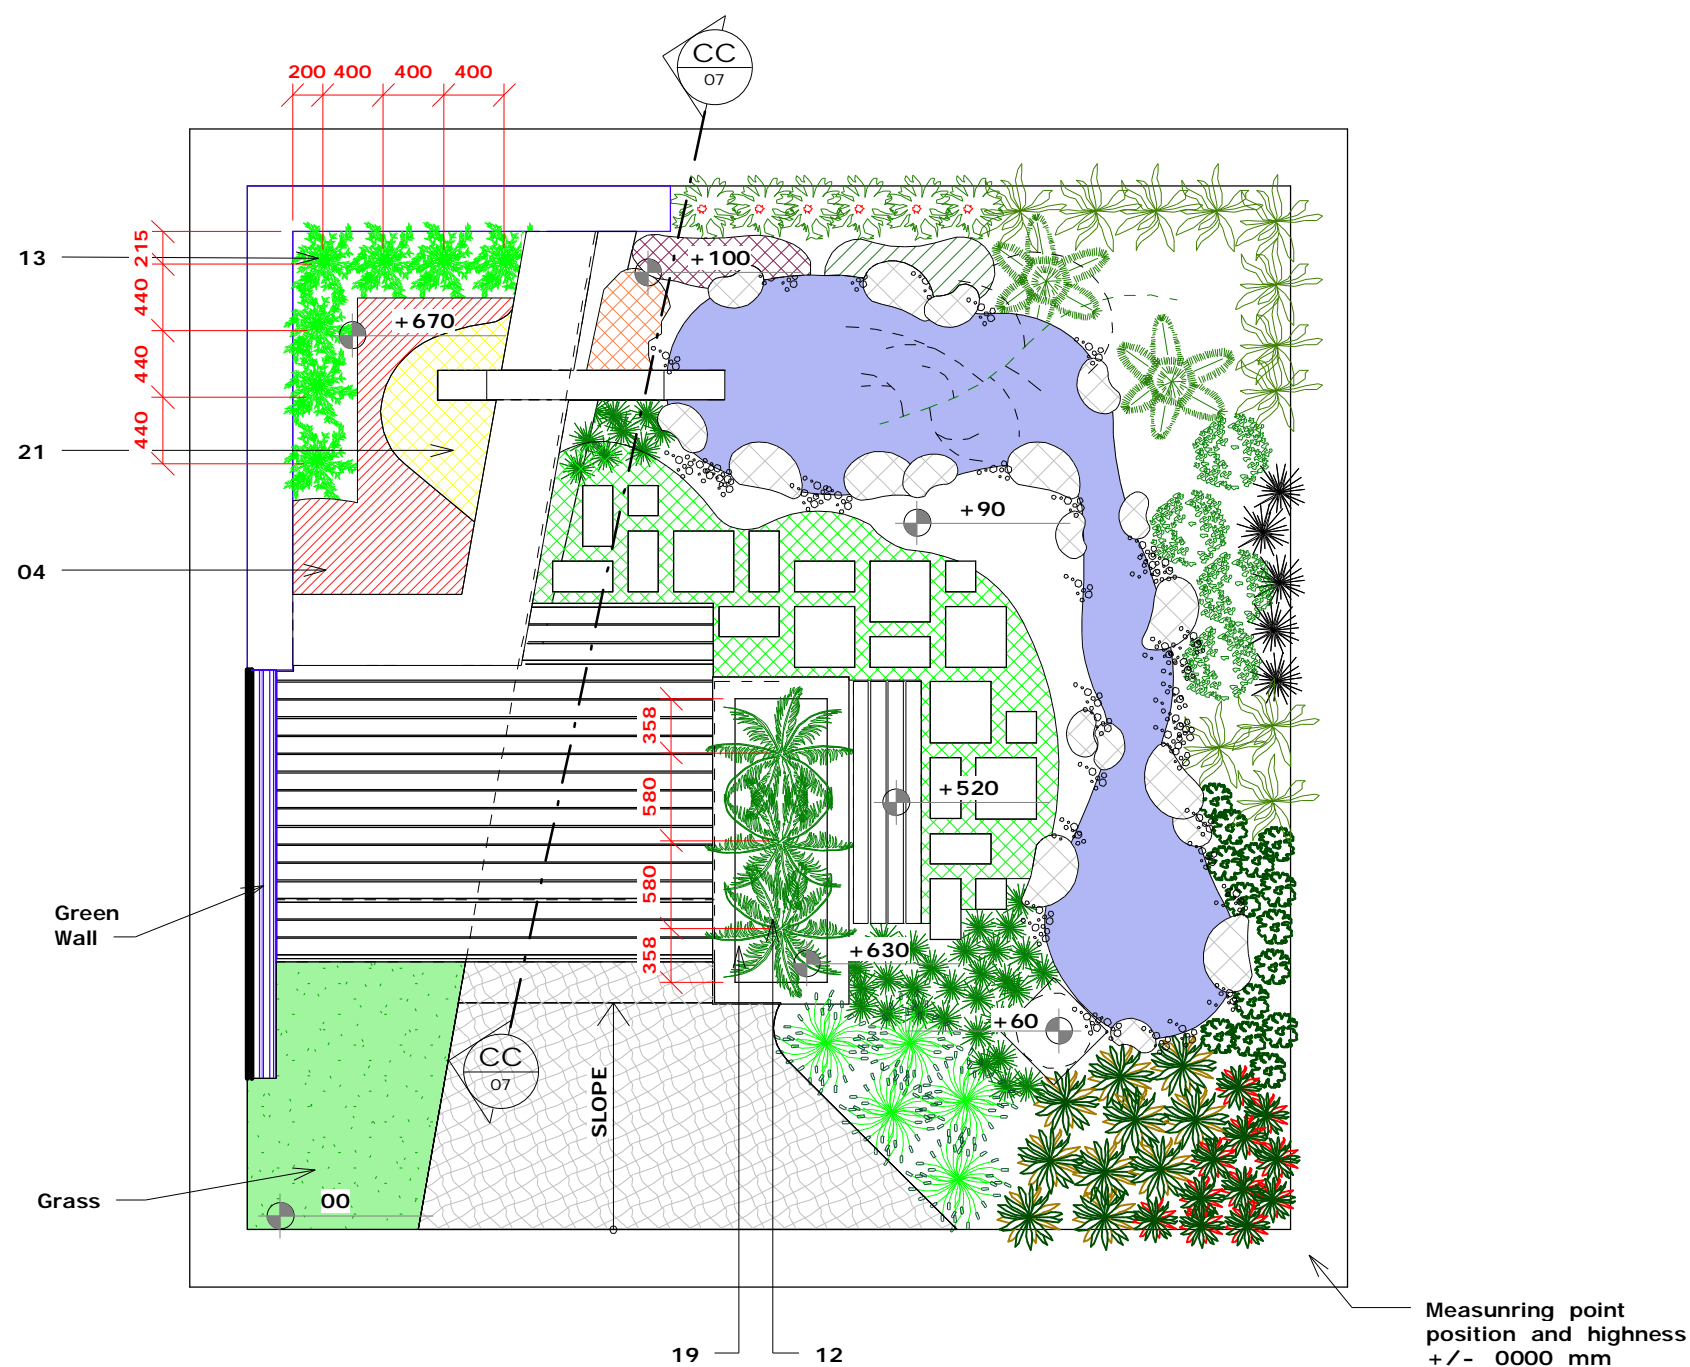 CC
07
200 400 400 400
13
215
440
440
440
+100
+670
21
04
+90
358
580
580
358
+520
+630
+60
Green
Wall
CC
07
SLOPE
Grass
00
19
12
Measunring point
position and highness
+/- 0000 mm